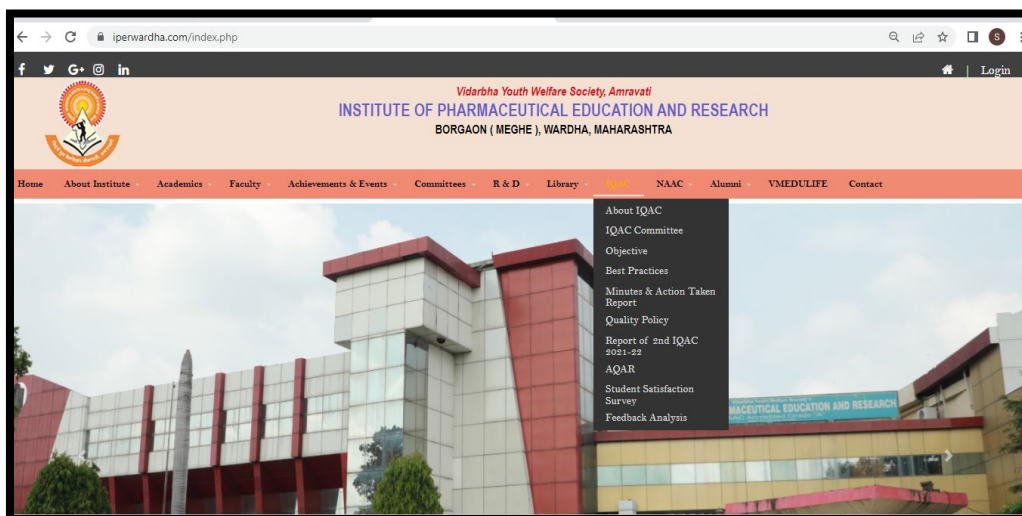 iperwardha.com/index.php
S
f G+ in
| Login
Vidarbha Youth Welfare Society, Amravati
INSTITUTE OF PHARMACEUTICAL EDUCATION AND RESEARCH
BORGAON ( MEGHE ), WARDHA, MAHARASHTRA
Home About Institute Academics Faculty Achievements & Events Committees R & D Library IQAC NAAC Alumni VMEDULIFE Contact
About IQAC
IQAC Committee
Objective
Best Practices
Minutes & Action Taken
Report
Quality Policy
Report of 2nd IQAC
2021-22
AQAR
Student Satisfaction
Survey
Feedback Analysis
MACEUTICAL EDUCATION AND RESEARCH